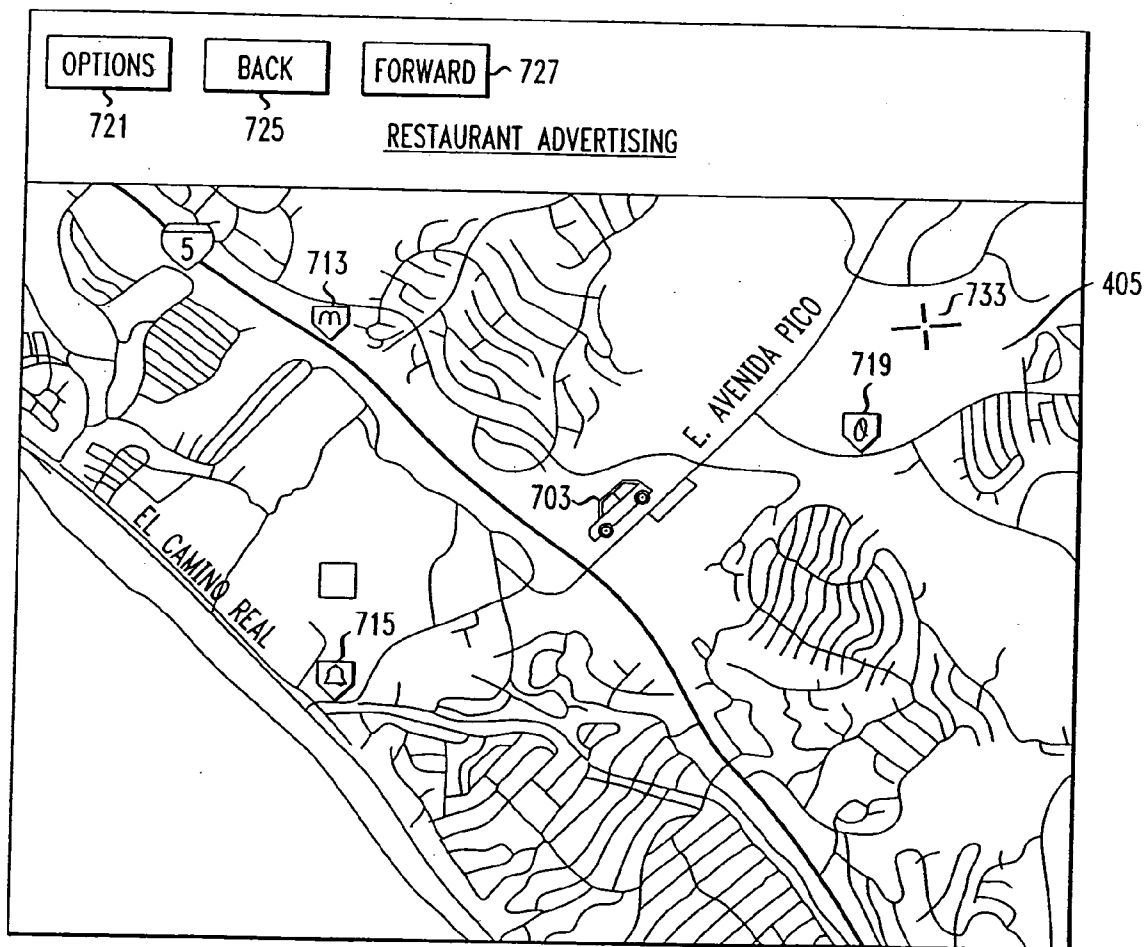 OPTIONS
BACK
FORWARD
727
721
725
RESTAURANT ADVERTISING
5
713
m
405
733
E. AVENIDA PICO
719
703
EL CAMINO REAL
715